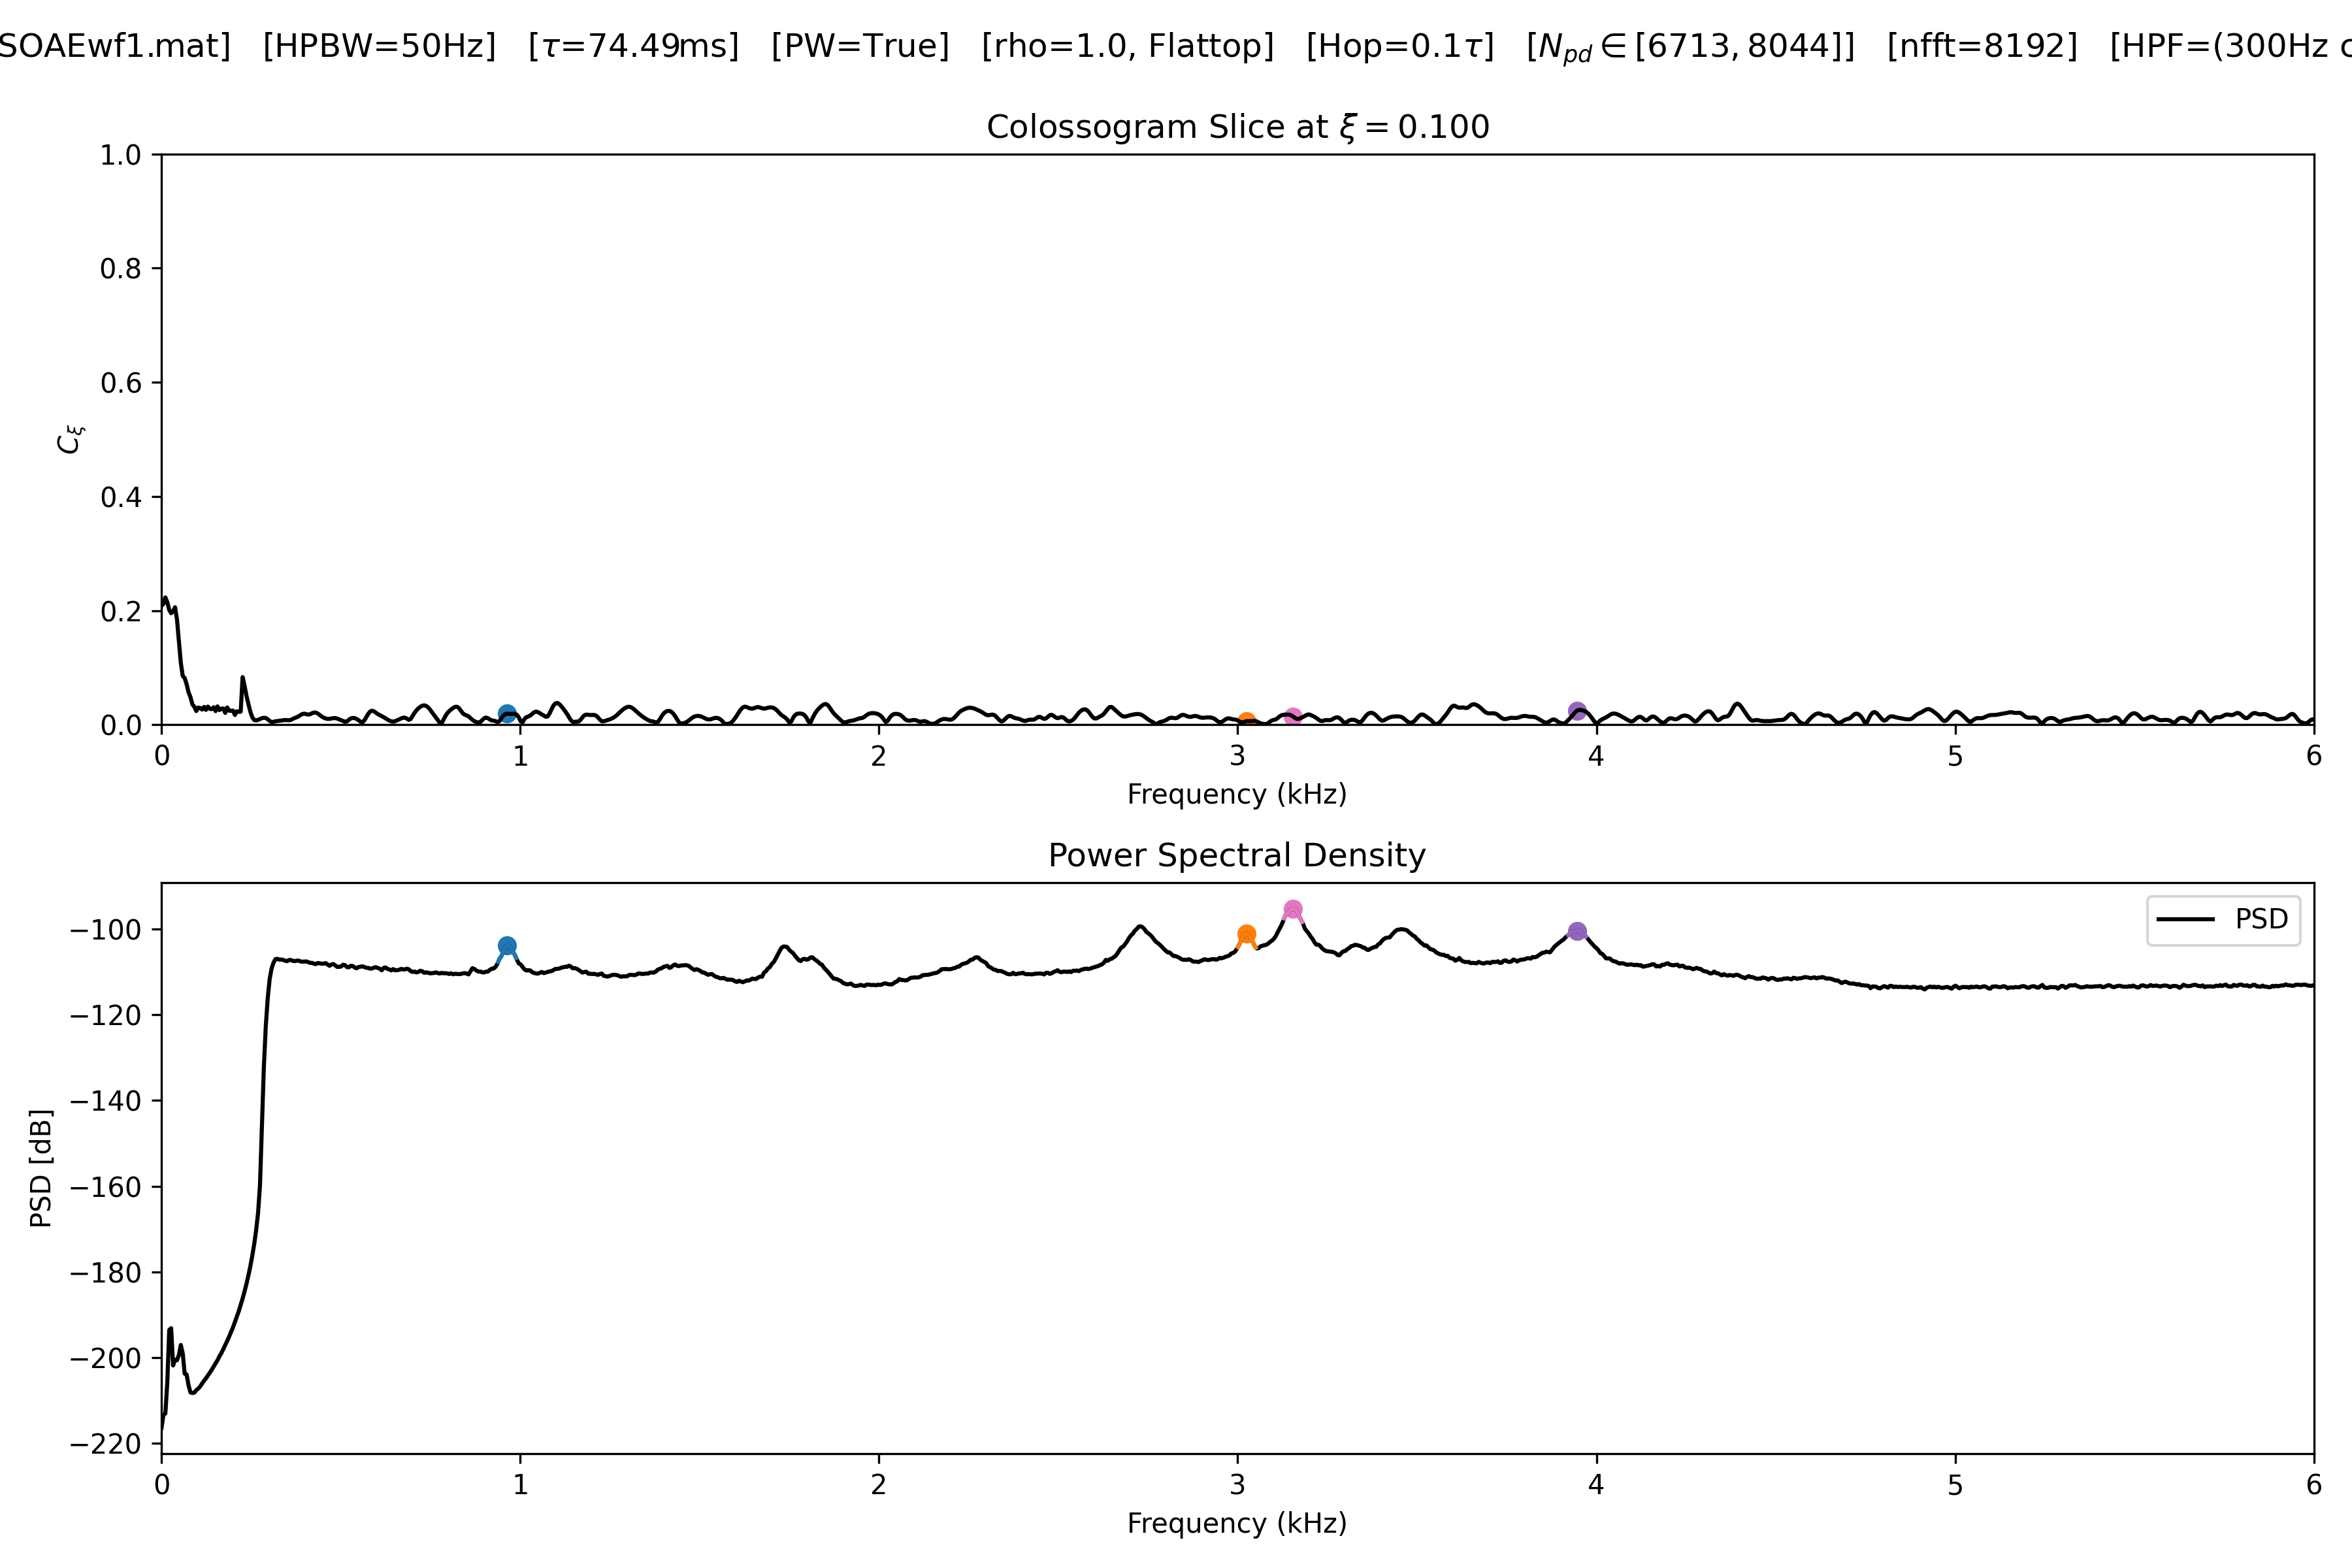 SOAEwf1.mat] [HPBW=50Hz] [τ=74.49ms] [PW=True] [rho=1.0, Flattop] [Hop=0.1τ] [N_pd ∈ [6713, 8044]] [nfft=8192] [HPF=(300Hz c
Colossogram Slice at ξ = 0.100
1.0
0.8
0.6
0.4
0.2
0.0
C_ξ
0 1 2 3 4 5 6
Frequency (kHz)
Power Spectral Density
PSD
−100
−120
−140
−160
−180
−200
−220
PSD [dB]
0 1 2 3 4 5 6
Frequency (kHz)